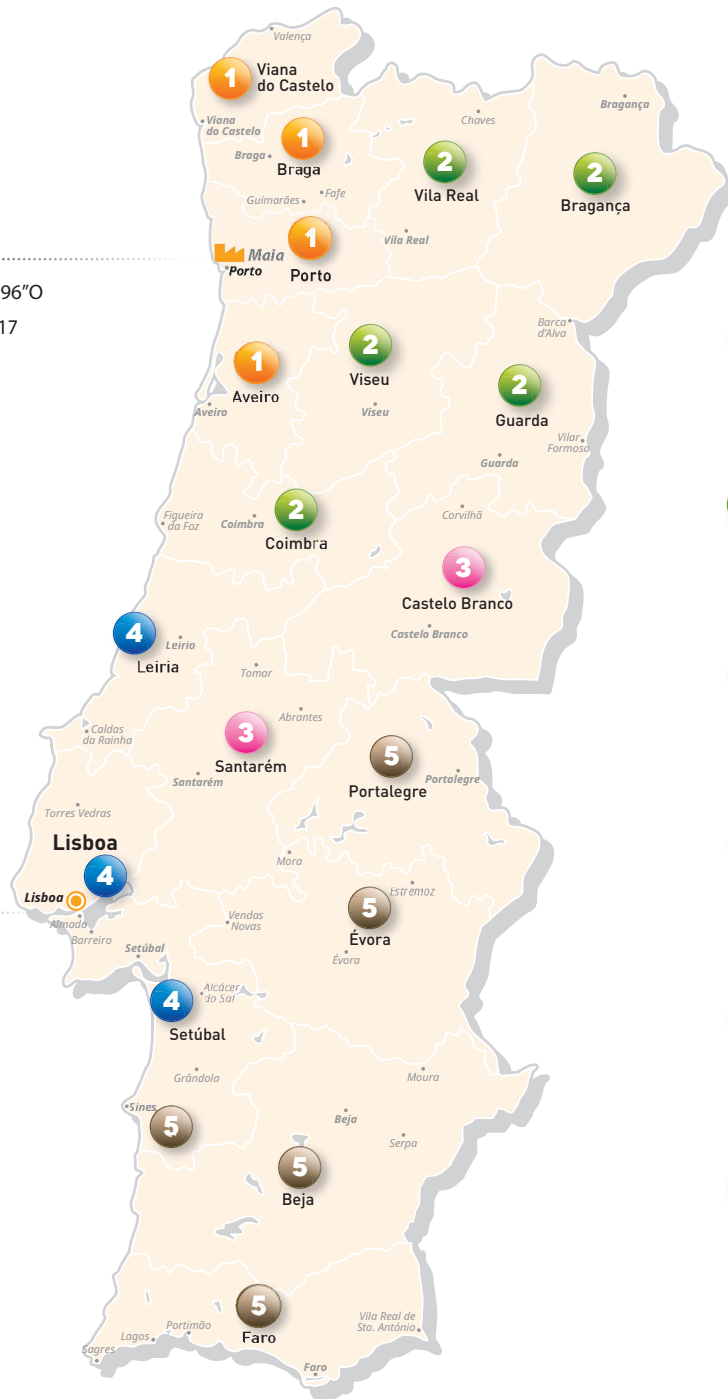 Valença
1
Viana
do Castelo
Viana
do Castelo
Bragança
Chaves
1
Braga
Braga
2
Vila Real
2
Bragança
Guimarães
Fafe
1
Porto
Vila Real
Maia
Porto
96”O
17
Barca
d’Alva
1
Aveiro
Aveiro
2
Viseu
Viseu
2
Guarda
Vilar
Formoso
Guarda
Figueira
da Foz
Coimbra
2
Coimbra
Corvilhã
3
Castelo Branco
Castelo Branco
4
Leiria
Leiria
Tomar
Abrantes
Caldas
da Rainha
3
Santarém
Santarém
5
Portalegre
Portalegre
Torres Vedras
Lisboa
4
Lisboa
Mora
Almada
Barreiro
Estremoz
5
Évora
Évora
Vendas
Novas
Setúbal
4
Setúbal
Alcácer
do Sal
Grândola
Moura
Sines
5
Beja
Serpa
5
Beja
5
Faro
Vila Real de
Sto. António
Portimão
Lagos
Sagres
Faro